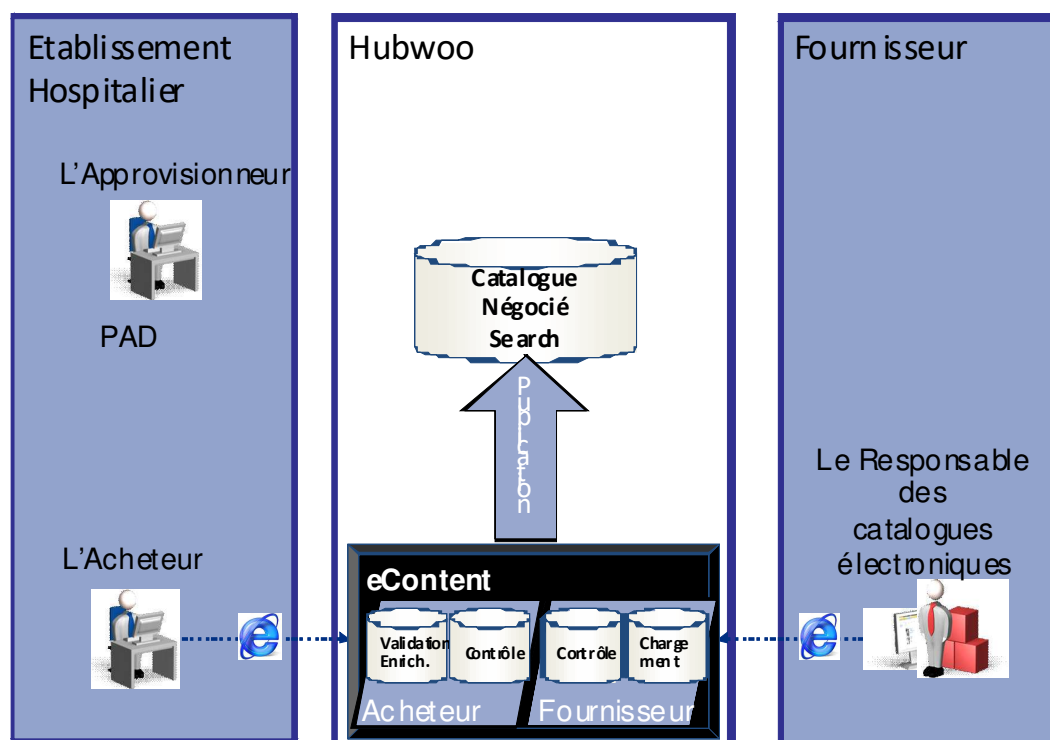 Etablissement
Hospitalier
L'Approvisionneur
PAD
L'Acheteur
Hubwoo
Catalogue
Négocié
Search
Publication
eContent
Validation
Enrich.
Contrôle
Contrôle
Charge
ment
Acheteur
Fournisseur
Fournisseur
Le Responsable
des
catalogues
électroniques